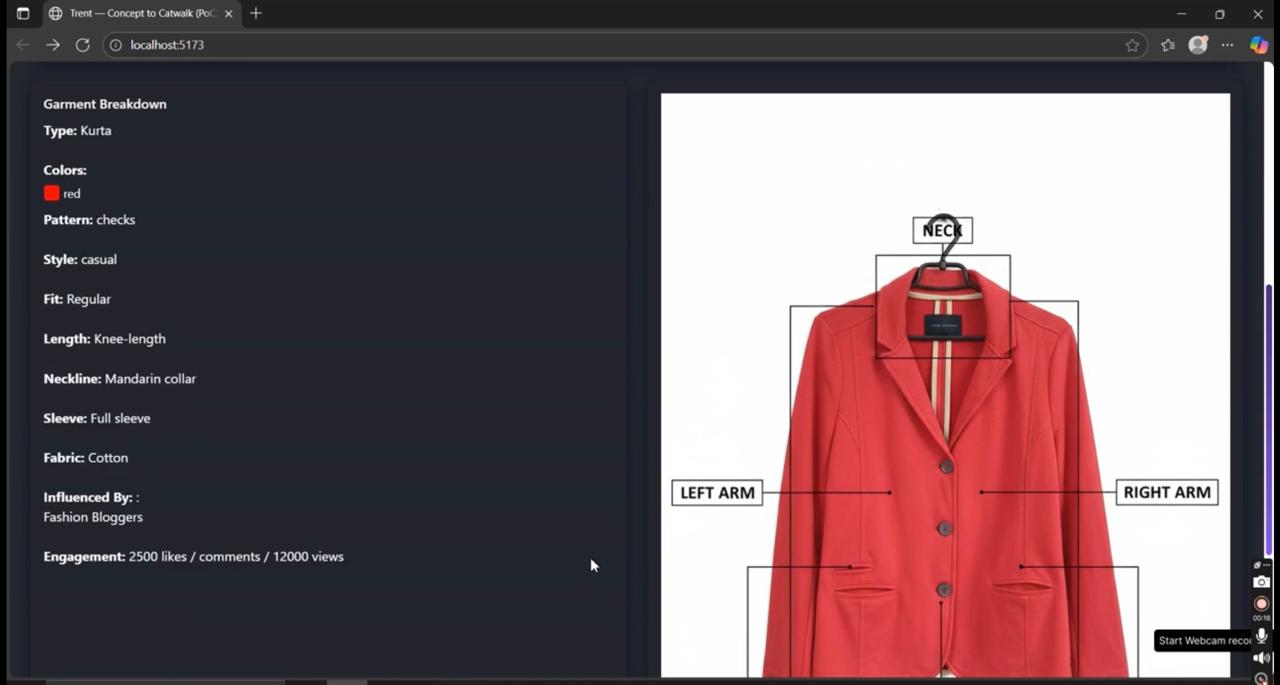 Trent — Concept to Catwalk (PoC
localhost:5173
Garment Breakdown
Type: Kurta
Colors:
red
Pattern: checks
Style: casual
Fit: Regular
Length: Knee-length
Neckline: Mandarin collar
Sleeve: Full sleeve
Fabric: Cotton
Influenced By: :
Fashion Bloggers
Engagement: 2500 likes / comments / 12000 views
NECK
LEFT ARM
RIGHT ARM
00:16
Start Webcam recor